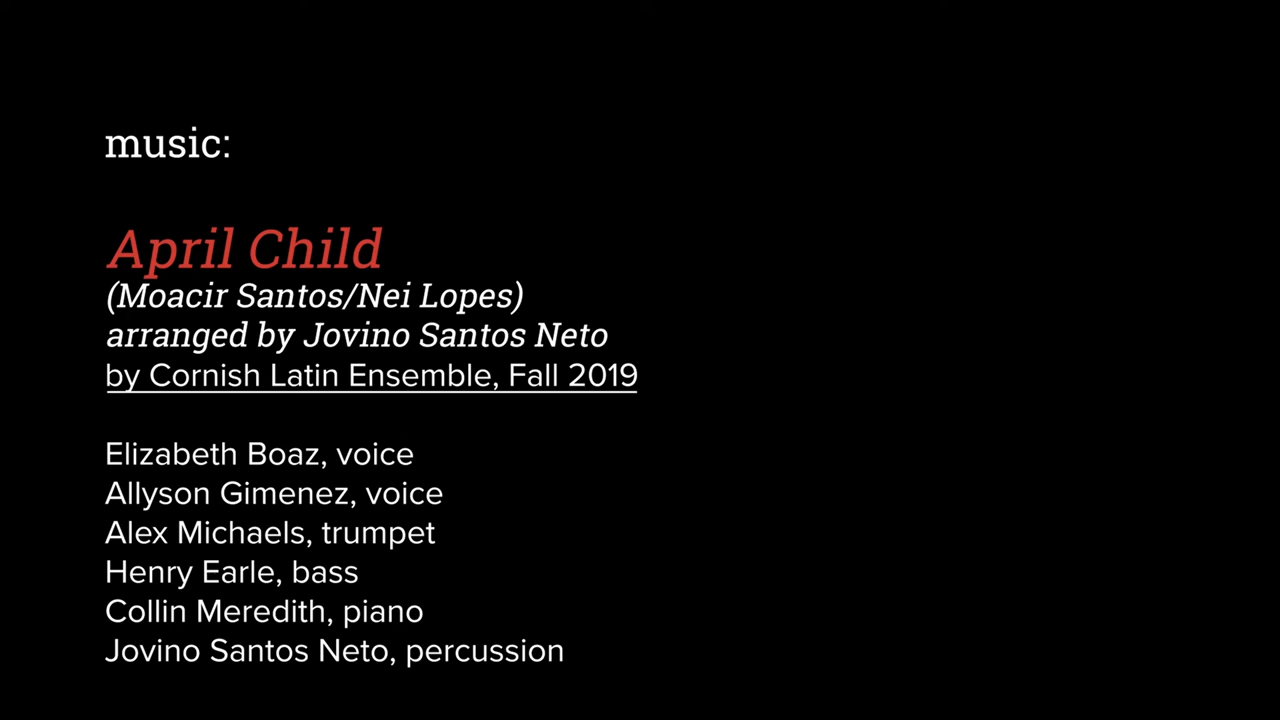 music:
April Child
(Moacir Santos/Nei Lopes)
arranged by Jovino Santos Neto
by Cornish Latin Ensemble, Fall 2019
Elizabeth Boaz, voice
Allyson Gimenez, voice
Alex Michaels, trumpet
Henry Earle, bass
Collin Meredith, piano
Jovino Santos Neto, percussion